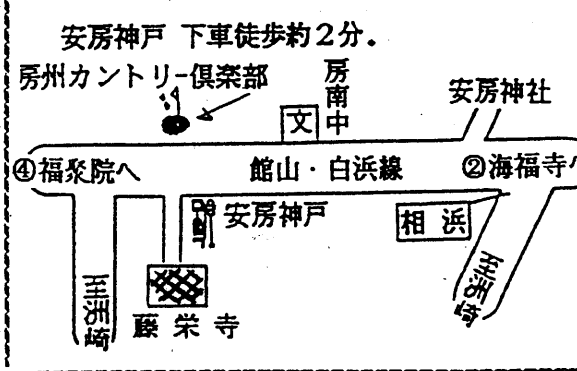 安房神戸 下車徒歩約2分.
房州カントリー倶楽部
房南中
文
安房神社
④福聚院へ
館山・白浜線
②海福寺へ
安房神戸
相浜
至洲崎
至洲崎
藤栄寺